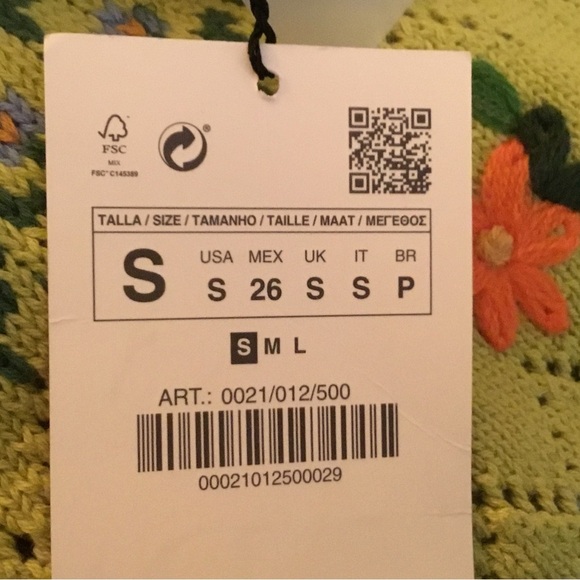 FSC
MIX
FSC® C145389
®
TALLA / SIZE / TAMANHO / TAILLE / MAAT / ΜΕΓΕΘΟΣ
S
USA MEX UK IT BR
S 26 S S P
S M L
ART.: 0021/012/500
00021012500029